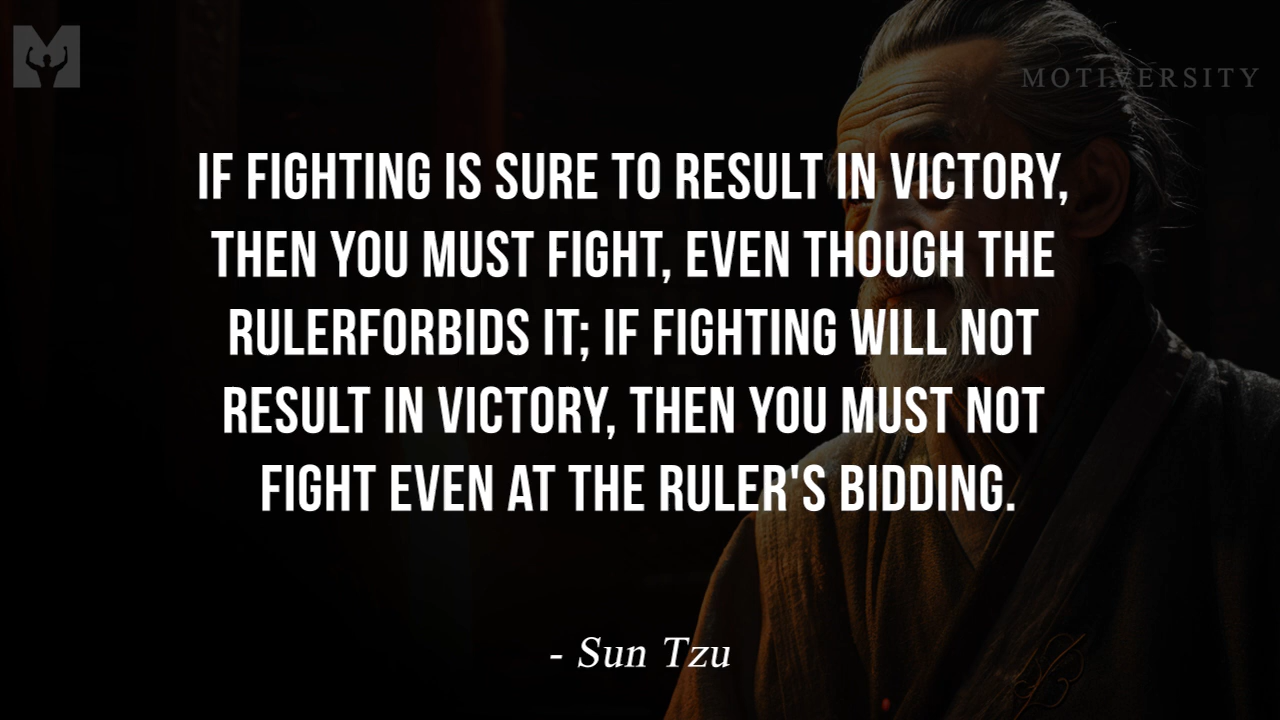 MOTIVERSITY
IF FIGHTING IS SURE TO RESULT IN VICTORY,
THEN YOU MUST FIGHT, EVEN THOUGH THE
RULERFORBIDS IT; IF FIGHTING WILL NOT
RESULT IN VICTORY, THEN YOU MUST NOT
FIGHT EVEN AT THE RULER'S BIDDING.
- Sun Tzu